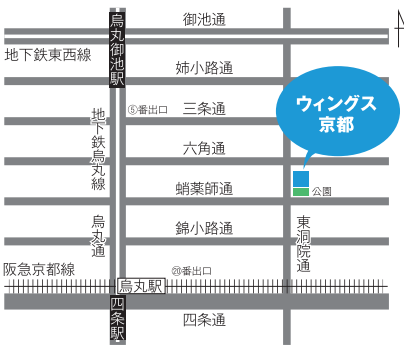 御池通
烏丸御池駅
地下鉄東西線
姉小路通
⑤番出口
三条通
ウィングス
京都
地下鉄烏丸線
六角通
公園
蛸薬師通
烏丸通
東洞院通
錦小路通
阪急京都線
⑳番出口
烏丸駅
四条駅
四条通